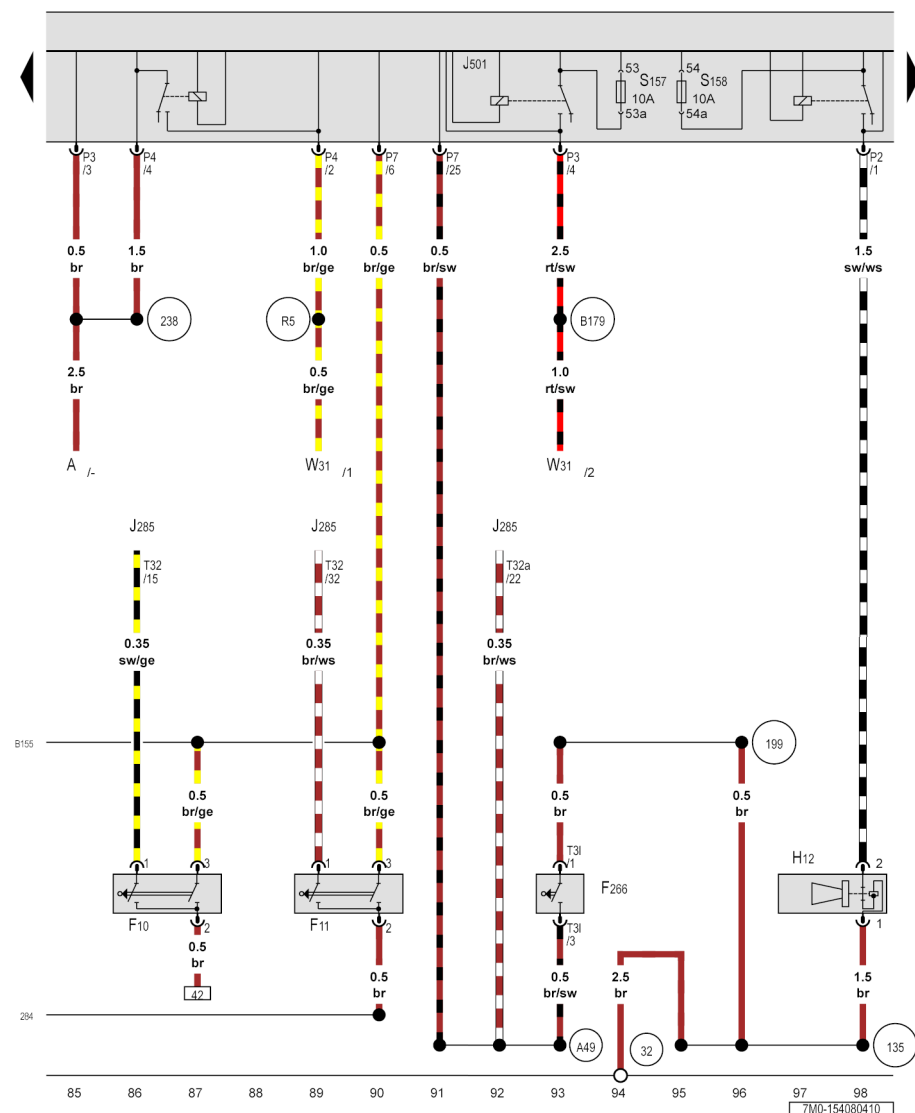 J501
53
S157
10A
53a
54
S158
10A
54a
P3
/3
P4
/4
P4
/2
P7
/6
P7
/25
P3
/4
P2
/1
0.5
br
1.5
br
1.0
br/ge
0.5
br/ge
0.5
br/sw
2.5
rt/sw
1.5
sw/ws
238
R5
B179
2.5
br
0.5
br/ge
1.0
rt/sw
A
/-
W31
/1
W31
/2
J285
J285
J285
T32
/15
T32
/32
T32a
/22
0.35
sw/ge
0.35
br/ws
0.35
br/ws
B155
199
0.5
br/ge
0.5
br/ge
0.5
br
0.5
br
1
3
1
3
T3l
/1
H12
2
F10
F11
F266
2
2
T3l
/3
1
0.5
br
0.5
br
0.5
br/sw
2.5
br
1.5
br
42
284
A49
32
135
85 86 87 88 89 90 91 92 93 94 95 96 97 98
7M0-154080410